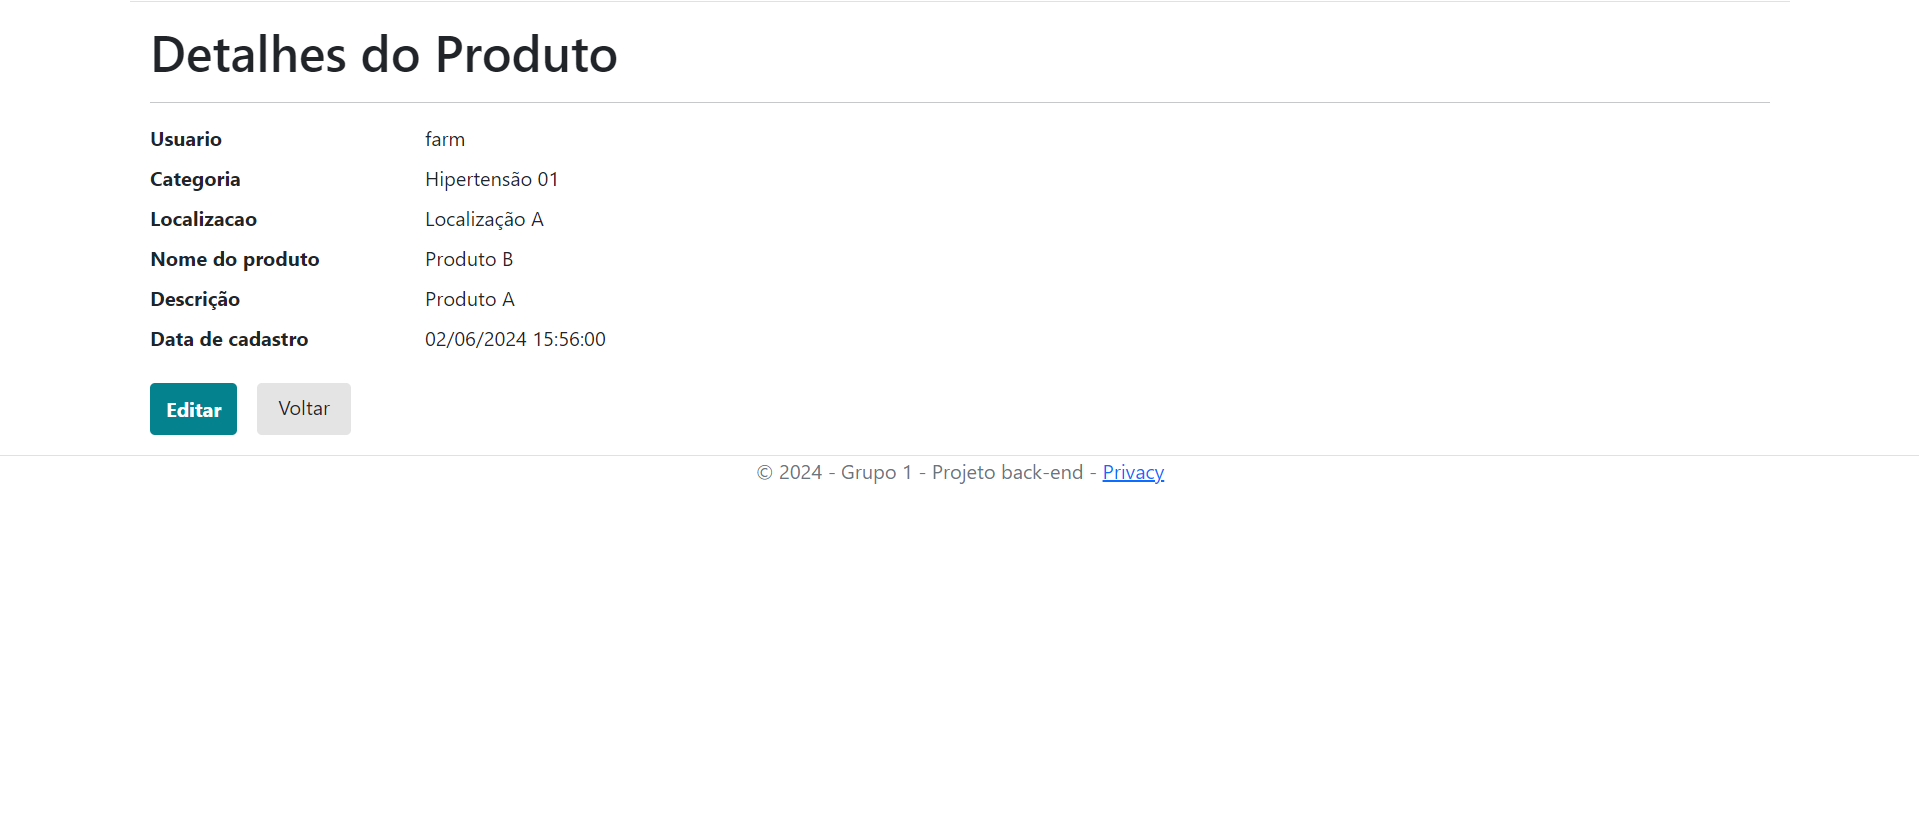 Detalhes do Produto
Usuario farm
Categoria Hipertensão 01
Localizacao Localização A
Nome do produto Produto B
Descrição Produto A
Data de cadastro 02/06/2024 15:56:00
Editar Voltar
© 2024 - Grupo 1 - Projeto back-end - Privacy